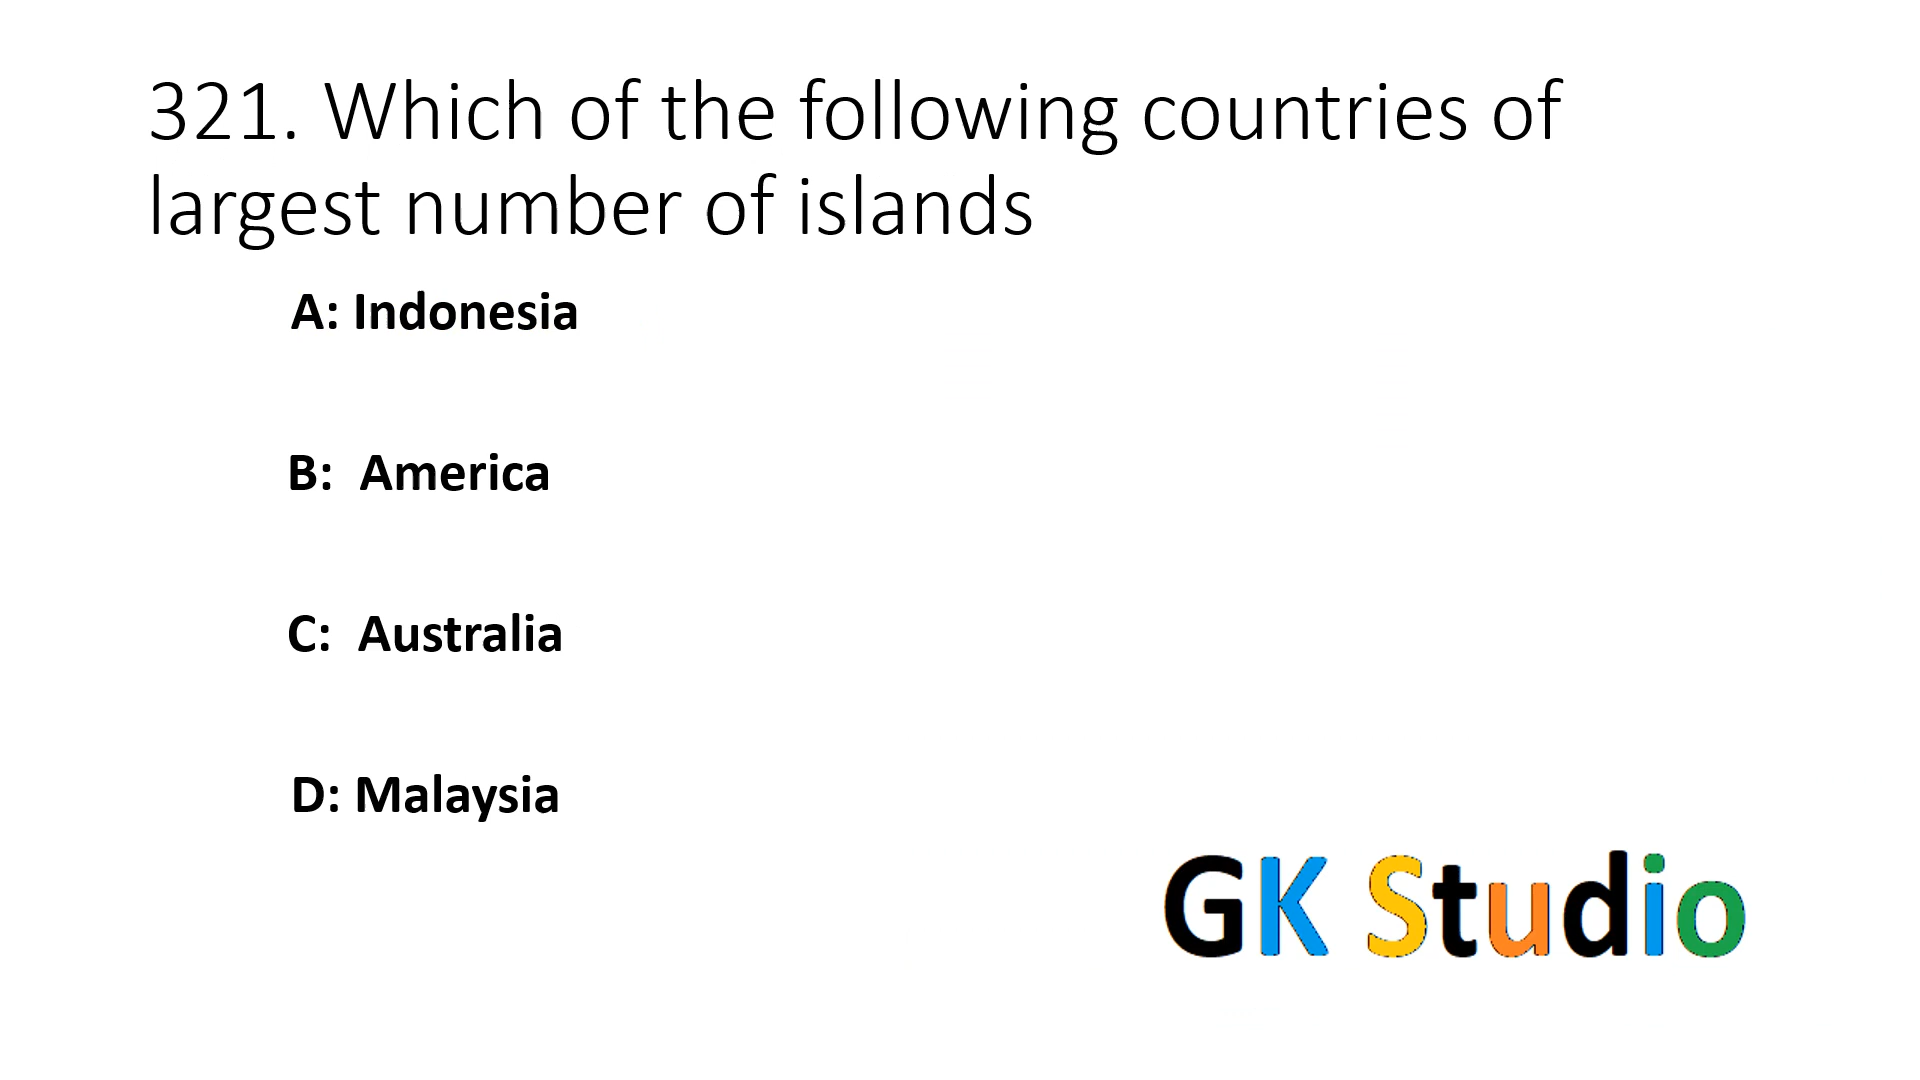 321. Which of the following countries of
largest number of islands
A: Indonesia
B: America
C: Australia
D: Malaysia
GK Studio